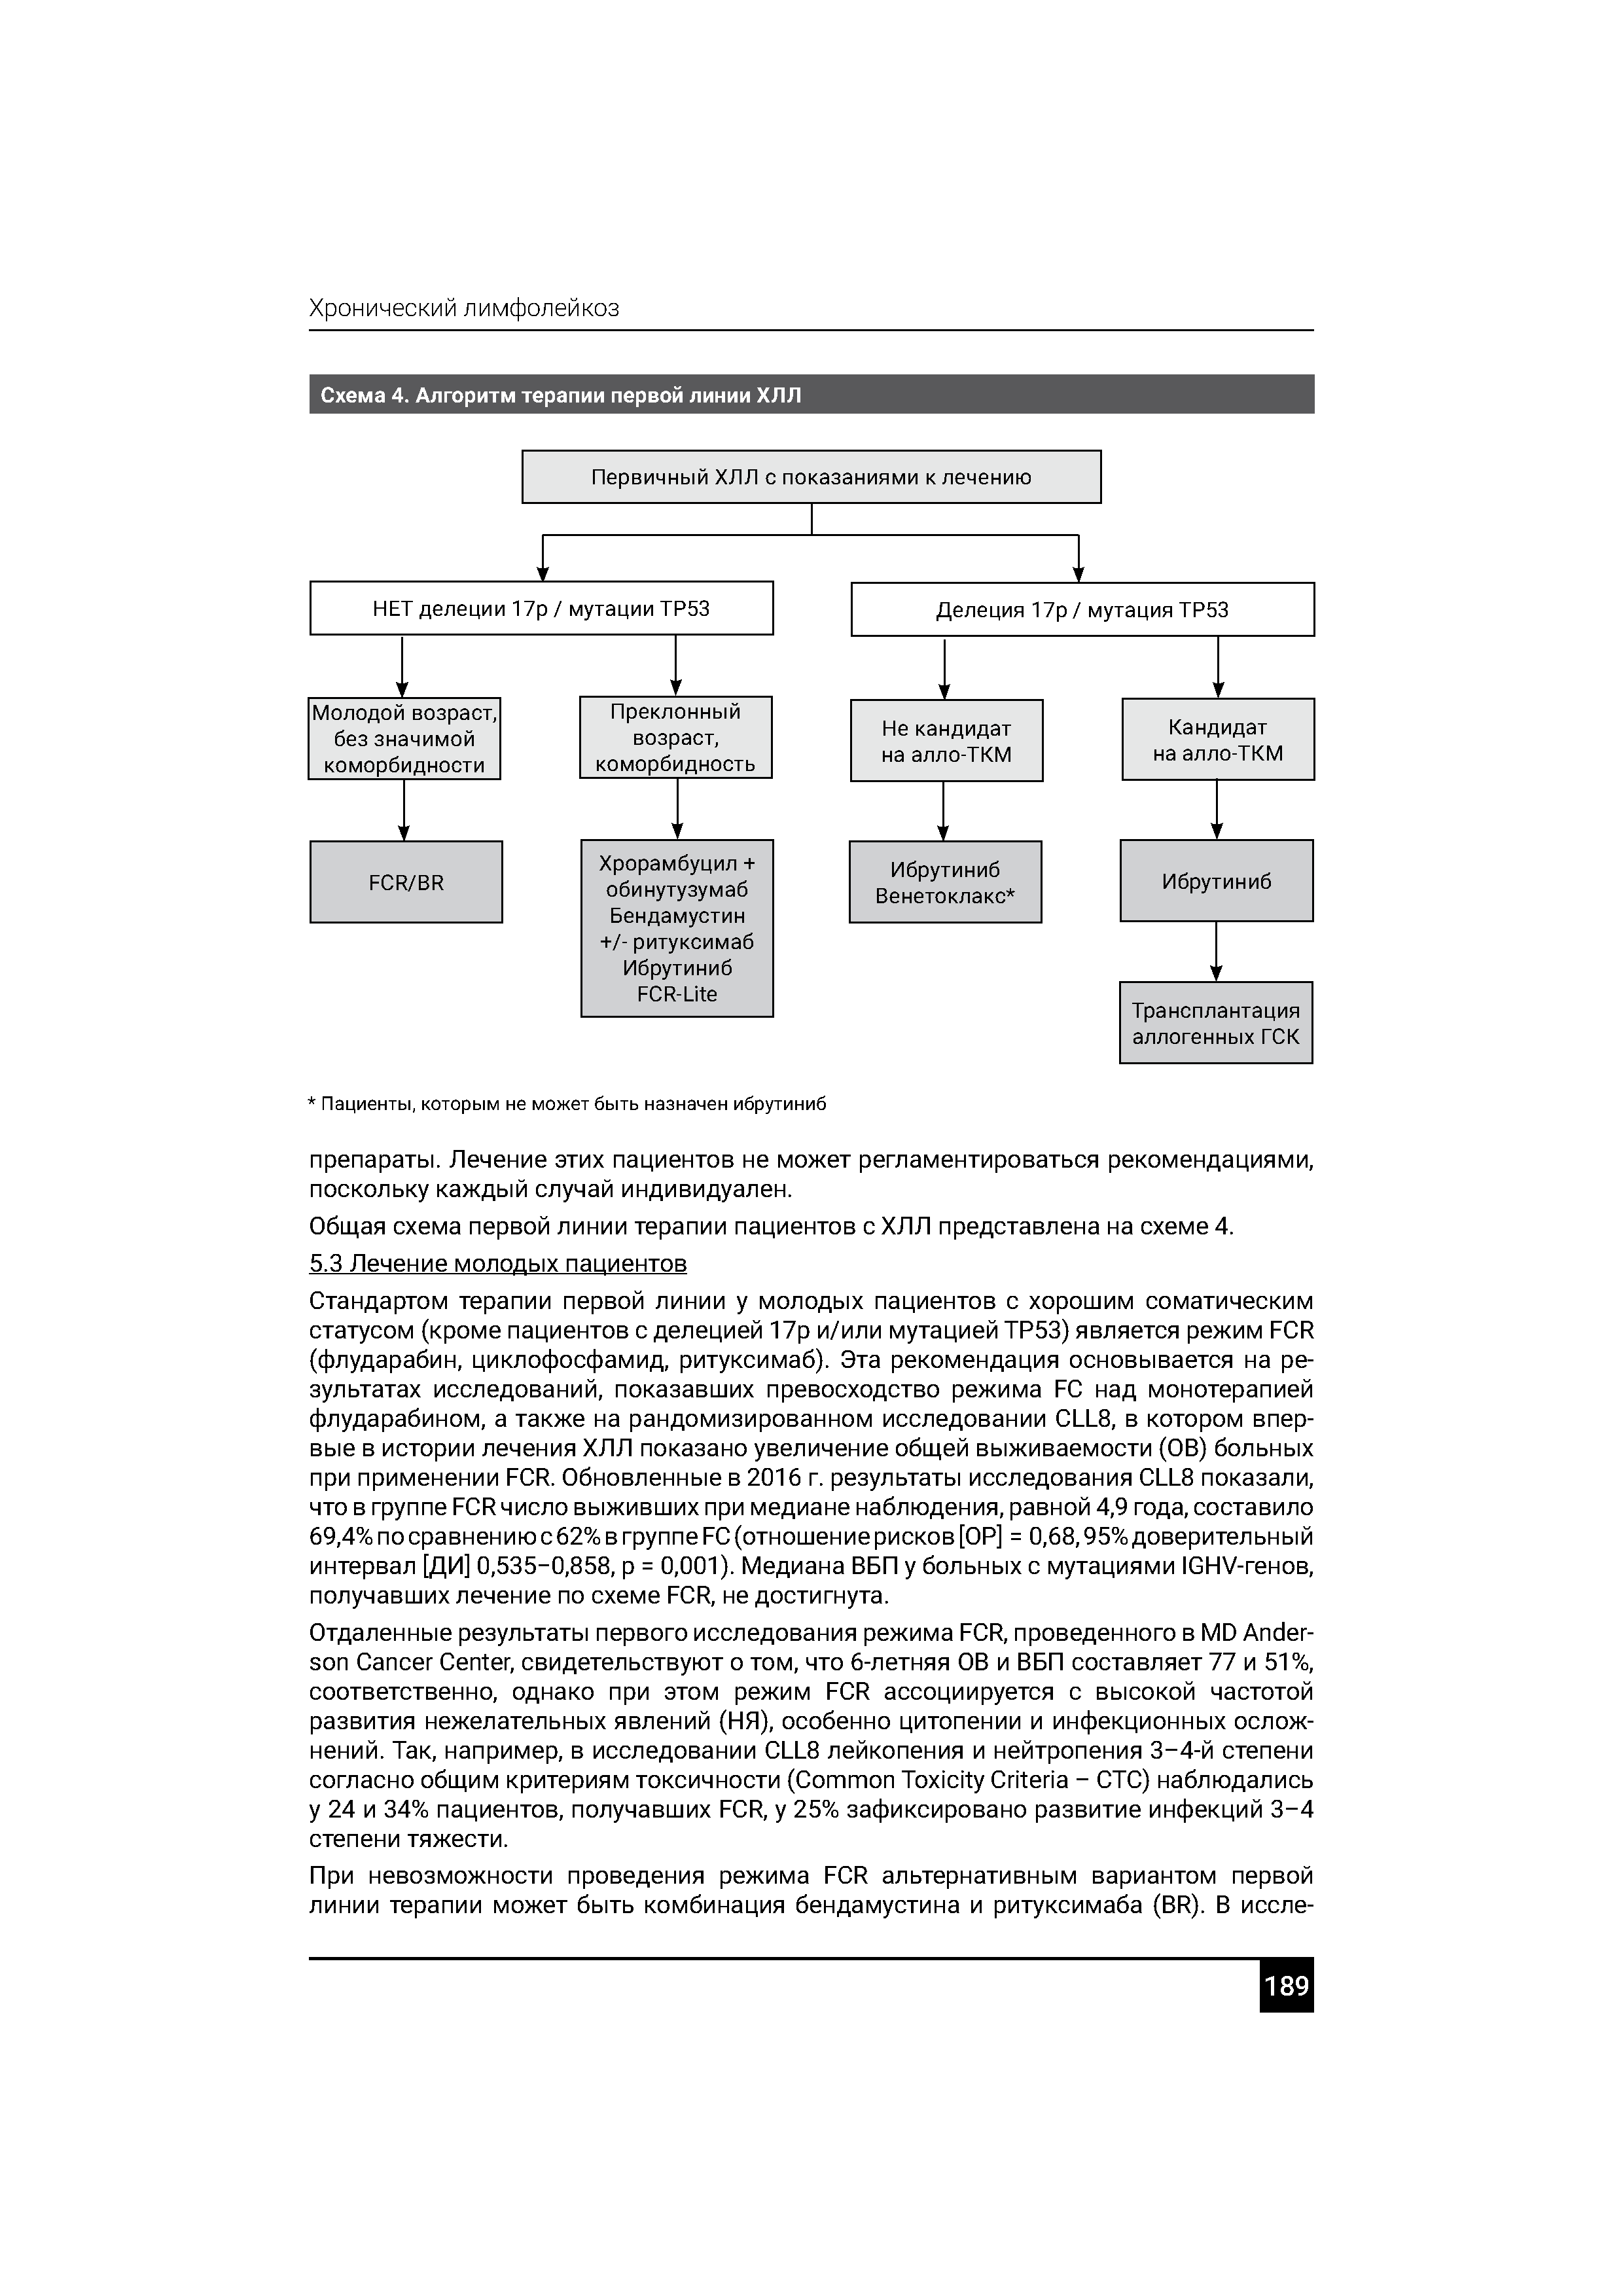 Хронический лимфолейкоз
Схема 4. Алгоритм терапии первой линии ХЛЛ
Первичный ХЛЛ с показаниями к лечению
НЕТ делеции 17p / мутации TP53
Делеция 17p / мутация TP53
Молодой возраст,
без значимой
коморбидности
Преклонный
возраст,
коморбидность
Не кандидат
на алло-ТКМ
Кандидат
на алло-ТКМ
FCR/BR
Хрорамбуцил +
обинутузумаб
Бендамустин
+/- ритуксимаб
Ибрутиниб
FCR-Lite
Ибрутиниб
Венетоклакс*
Ибрутиниб
Трансплантация
аллогенных ГСК
* Пациенты, которым не может быть назначен ибрутиниб
препараты. Лечение этих пациентов не может регламентироваться рекомендациями,
поскольку каждый случай индивидуален.
Общая схема первой линии терапии пациентов с ХЛЛ представлена на схеме 4.
5.3 Лечение молодых пациентов
Стандартом терапии первой линии у молодых пациентов с хорошим соматическим
статусом (кроме пациентов с делецией 17p и/или мутацией TP53) является режим FCR
(флударабин, циклофосфамид, ритуксимаб). Эта рекомендация основывается на ре-
зультатах исследований, показавших превосходство режима FC над монотерапией
флударабином, а также на рандомизированном исследовании CLL8, в котором впер-
вые в истории лечения ХЛЛ показано увеличение общей выживаемости (ОВ) больных
при применении FCR. Обновленные в 2016 г. результаты исследования CLL8 показали,
что в группе FCR число выживших при медиане наблюдения, равной 4,9 года, составило
69,4% по сравнению с 62% в группе FC (отношение рисков [ОР] = 0,68, 95% доверительный
интервал [ДИ] 0,535–0,858, p = 0,001). Медиана ВБП у больных с мутациями IGHV-генов,
получавших лечение по схеме FCR, не достигнута.
Отдаленные результаты первого исследования режима FCR, проведенного в MD Ander-
son Cancer Center, свидетельствуют о том, что 6-летняя ОВ и ВБП составляет 77 и 51%,
соответственно, однако при этом режим FCR ассоциируется с высокой частотой
развития нежелательных явлений (НЯ), особенно цитопении и инфекционных ослож-
нений. Так, например, в исследовании CLL8 лейкопения и нейтропения 3–4-й степени
согласно общим критериям токсичности (Common Toxicity Criteria – CTC) наблюдались
у 24 и 34% пациентов, получавших FCR, у 25% зафиксировано развитие инфекций 3–4
степени тяжести.
При невозможности проведения режима FCR альтернативным вариантом первой
линии терапии может быть комбинация бендамустина и ритуксимаба (BR). В иссле-
189